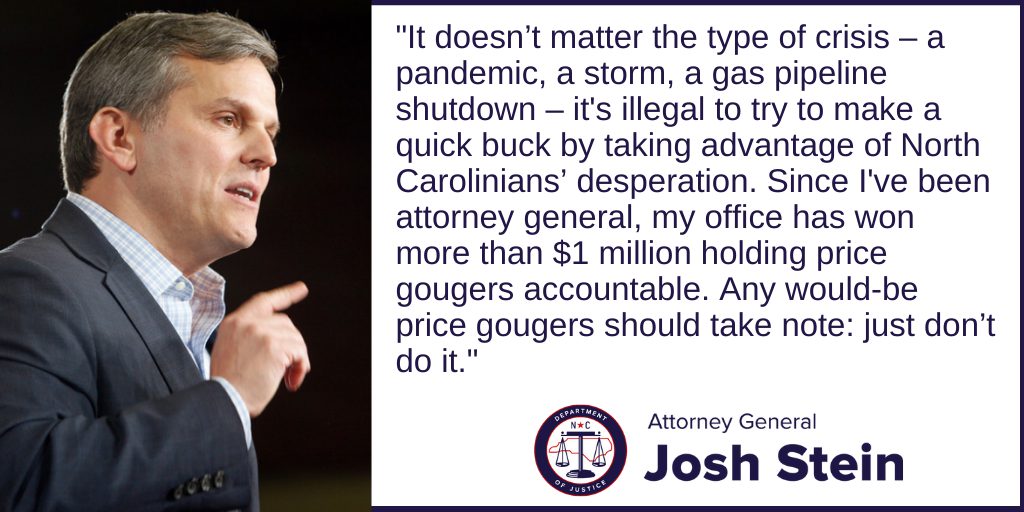 "It doesn’t matter the type of crisis – a
pandemic, a storm, a gas pipeline
shutdown – it's illegal to try to make a
quick buck by taking advantage of North
Carolinians’ desperation. Since I've been
attorney general, my office has won
more than $1 million holding price
gougers accountable. Any would-be
price gougers should take note: just don’t
do it."
DEPARTMENT
N★C
OF JUSTICE
Attorney General
Josh Stein